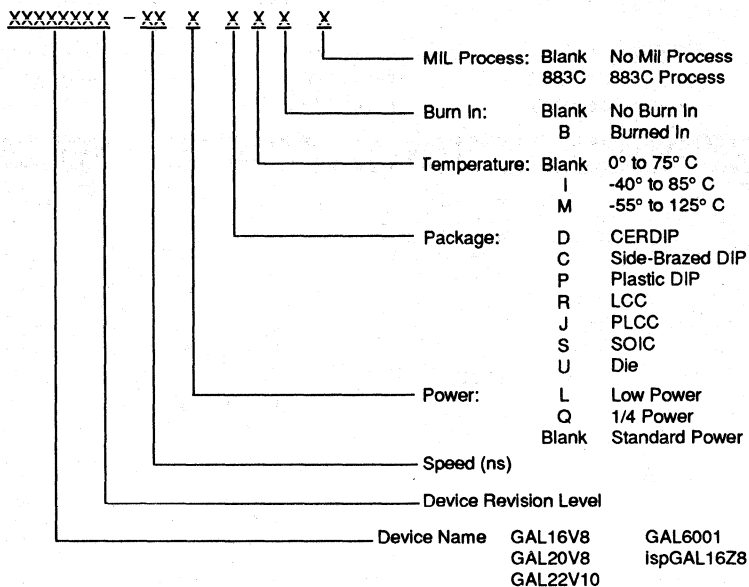 XXXXXXXX - XX X X X X X
MIL Process: Blank No Mil Process
883C 883C Process
Burn In: Blank No Burn In
B Burned In
Temperature: Blank 0° to 75° C
I -40° to 85° C
M -55° to 125° C
Package: D CERDIP
C Side-Brazed DIP
P Plastic DIP
R LCC
J PLCC
S SOIC
U Die
Power: L Low Power
Q 1/4 Power
Blank Standard Power
Speed (ns)
Device Revision Level
Device Name GAL16V8 GAL6001
GAL20V8 ispGAL16Z8
GAL22V10